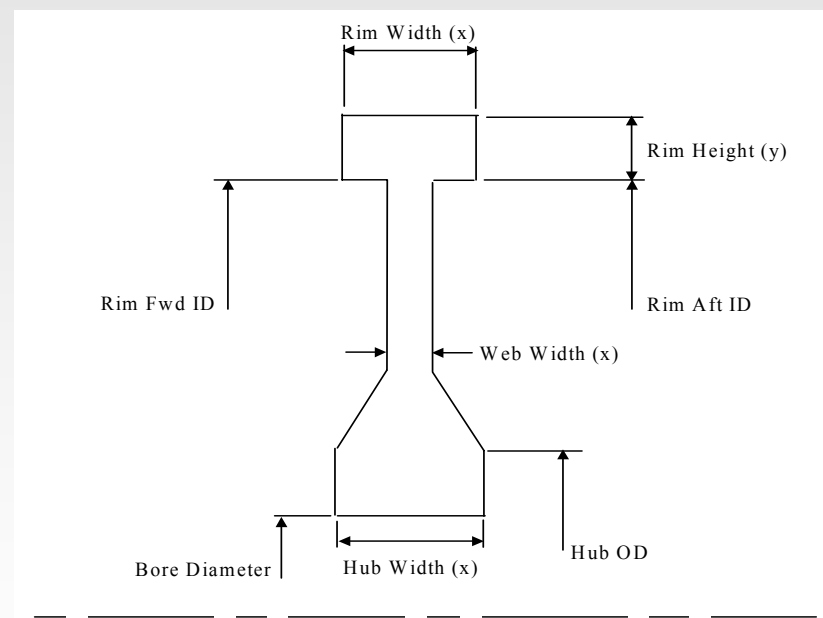 Rim Width (x)
Rim Height (y)
Rim Fwd ID
Rim Aft ID
Web Width (x)
Hub OD
Bore Diameter
Hub Width (x)